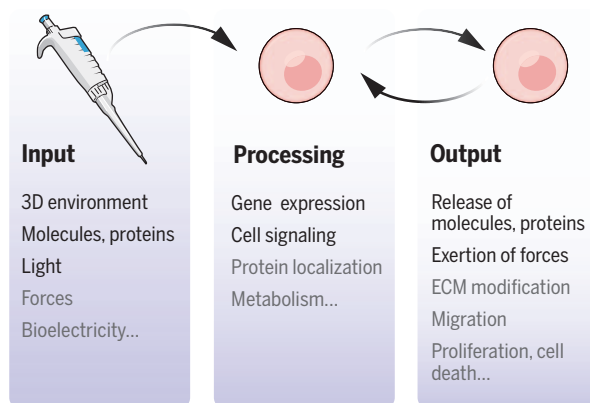 Input
3D environment
Molecules, proteins
Light
Forces
Bioelectricity...
Processing
Gene expression
Cell signaling
Protein localization
Metabolism...
Output
Release of
molecules, proteins
Exertion of forces
ECM modification
Migration
Proliferation, cell
death...